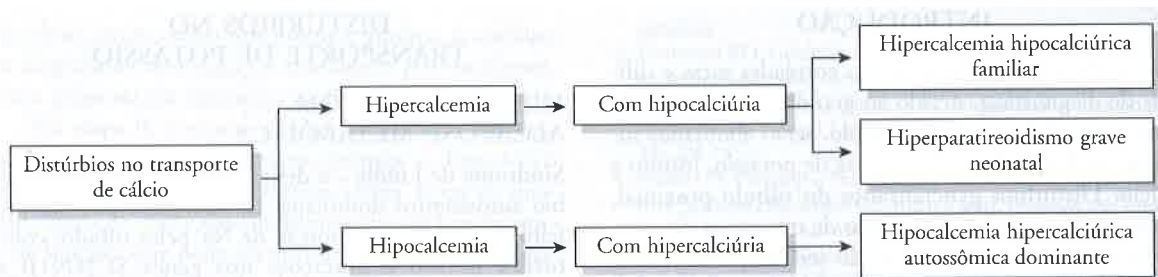 Distúrbios no transporte
de cálcio
Hipercalcemia
Com hipocalciúria
Hipercalcemia hipocalciúrica
familiar
Hiperparatireoidismo grave
neonatal
Hipocalcemia
Com hipercalciúria
Hipocalcemia hipercalciúrica
autossômica dominante